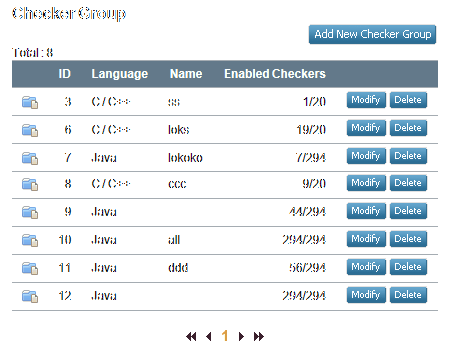 Checker Group
Add New Checker Group
Total : 8
ID Language Name Enabled Checkers
3 C / C++ ss 1/20 Modify Delete
6 C / C++ loks 19/20 Modify Delete
7 Java lokoko 7/294 Modify Delete
8 C / C++ ccc 9/20 Modify Delete
9 Java 44/294 Modify Delete
10 Java all 294/294 Modify Delete
11 Java ddd 56/294 Modify Delete
12 Java 294/294 Modify Delete
1